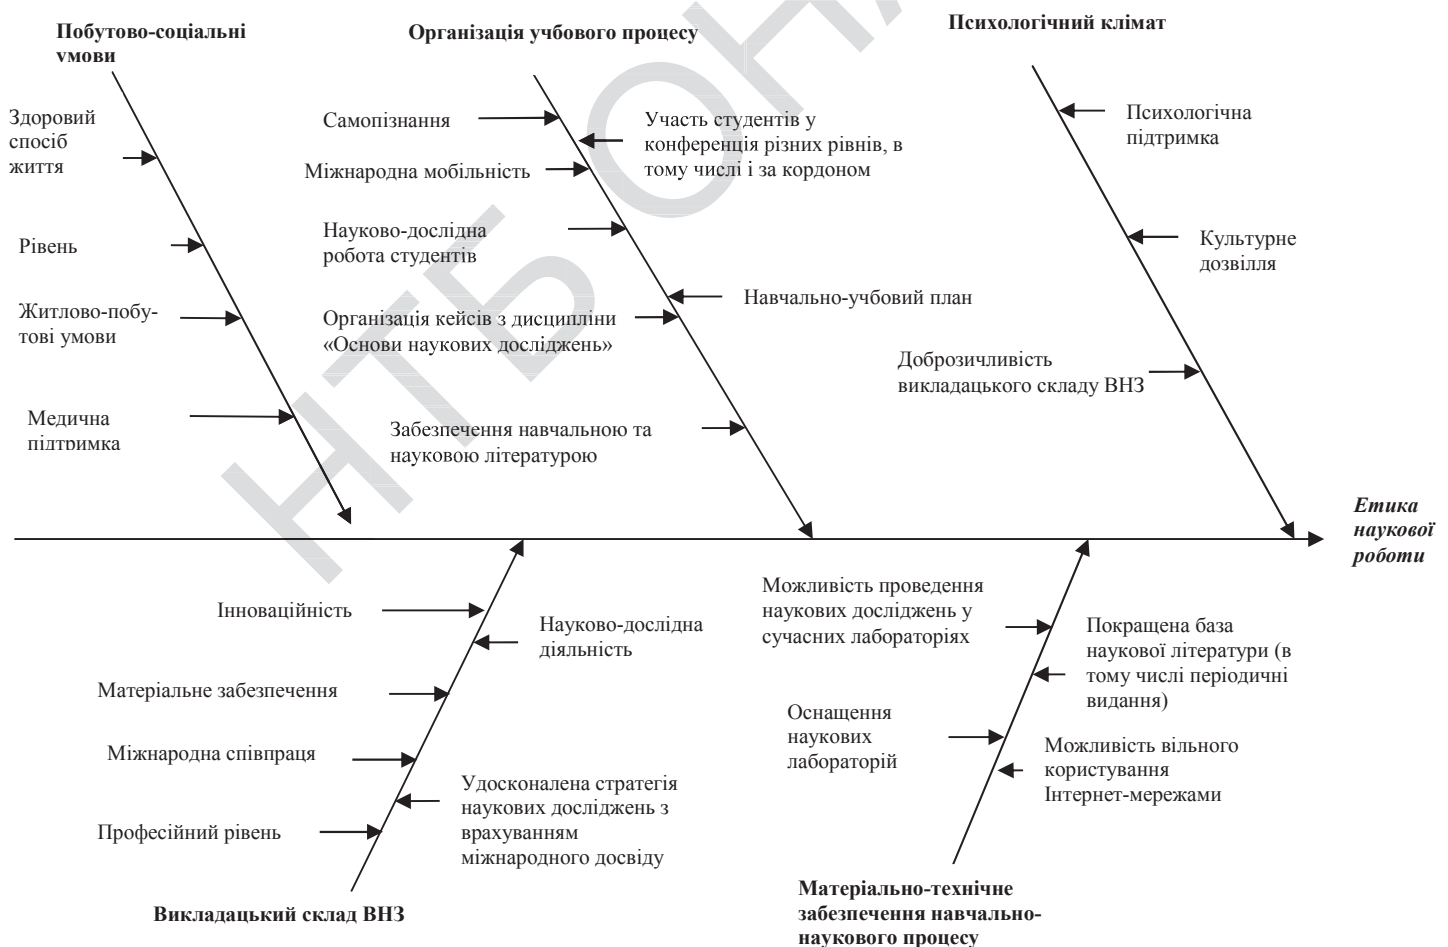 Побутово-соціальні
умови
Здоровий
спосіб
життя
Рівень
Житлово-побу-
тові умови
Медична
підтримка
Організація учбового процесу
Самопізнання
Участь студентів у
конференція різних рівнів, в
тому числі і за кордоном
Міжнародна мобільність
Науково-дослідна
робота студентів
Навчально-учбовий план
Організація кейсів з дисципліни
«Основи наукових досліджень»
Забезпечення навчальною та
науковою літературою
Психологічний клімат
Психологічна
підтримка
Культурне
дозвілля
Доброзичливість
викладацького складу ВНЗ
Етика
наукової
роботи
Інноваційність
Науково-дослідна
діяльність
Матеріальне забезпечення
Міжнародна співпраця
Удосконалена стратегія
наукових досліджень з
врахуванням
міжнародного досвіду
Професійний рівень
Викладацький склад ВНЗ
Можливість проведення
наукових досліджень у
сучасних лабораторіях
Покращена база
наукової літератури (в
тому числі періодичні
видання)
Оснащення
наукових
лабораторій
Можливість вільного
користування
Інтернет-мережами
Матеріально-технічне
забезпечення навчально-
наукового процесу
НТБ